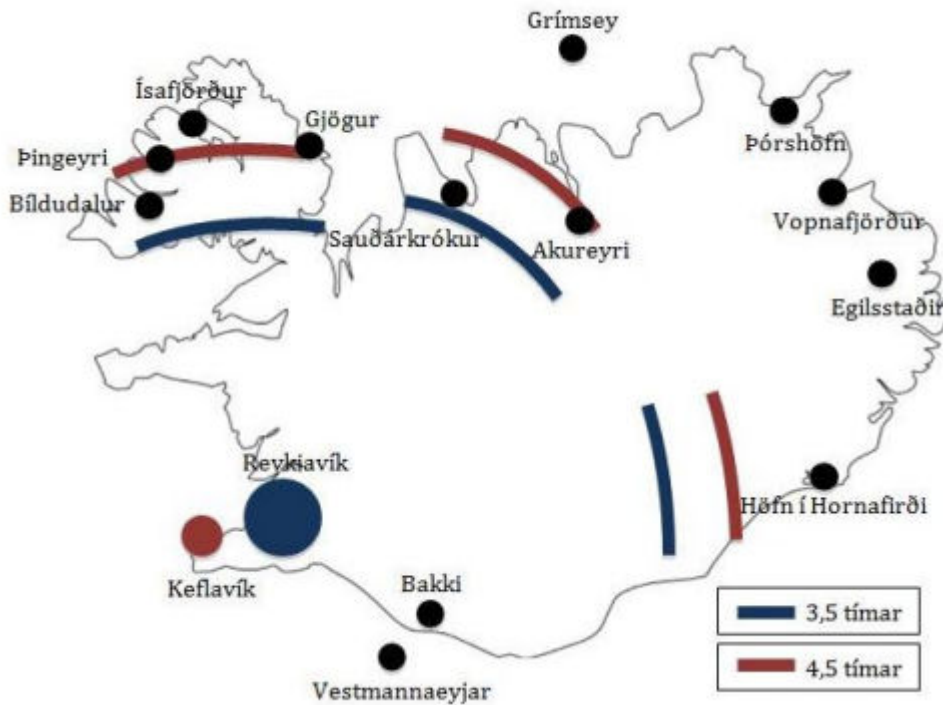 Grímsey
Ísafjörður
Gjögur
Þingeyri
Þórshöfn
Bíldudalur
Vopnafjörður
Sauðárkrókur
Akureyri
Egilsstaðir
Reykjavík
Höfn í Hornafirði
Keflavík
Bakki
3,5 tímar
4,5 tímar
Vestmannaeyjar